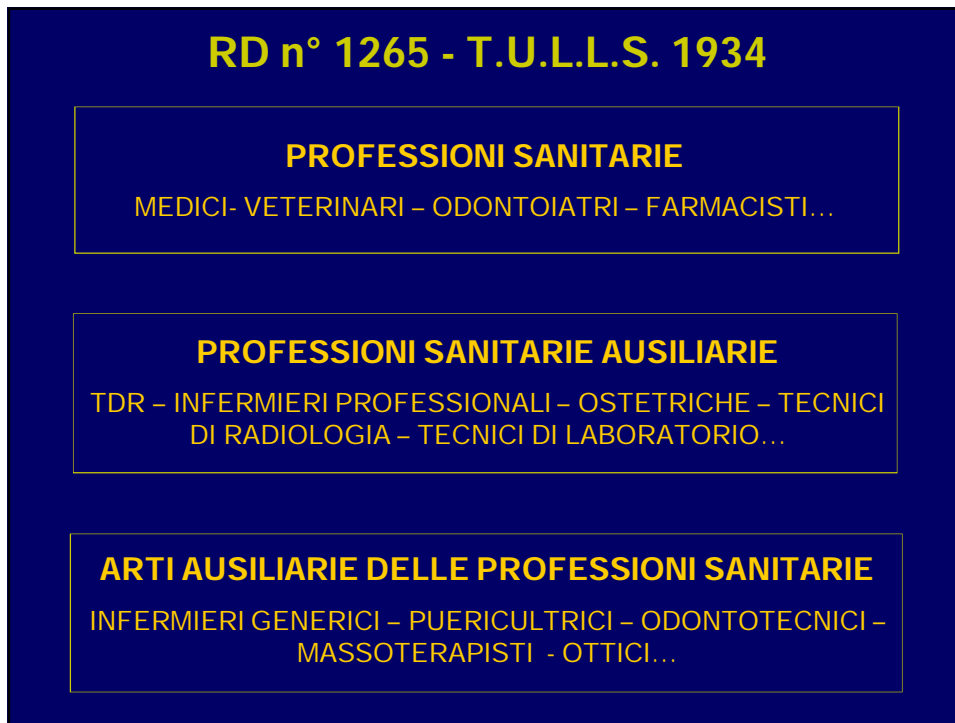 RD n° 1265 - T.U.L.L.S. 1934
PROFESSIONI SANITARIE
MEDICI- VETERINARI – ODONTOIATRI – FARMACISTI…
PROFESSIONI SANITARIE AUSILIARIE
TDR – INFERMIERI PROFESSIONALI – OSTETRICHE – TECNICI
DI RADIOLOGIA – TECNICI DI LABORATORIO…
ARTI AUSILIARIE DELLE PROFESSIONI SANITARIE
INFERMIERI GENERICI – PUERICULTRICI – ODONTOTECNICI –
MASSOTERAPISTI - OTTICI…